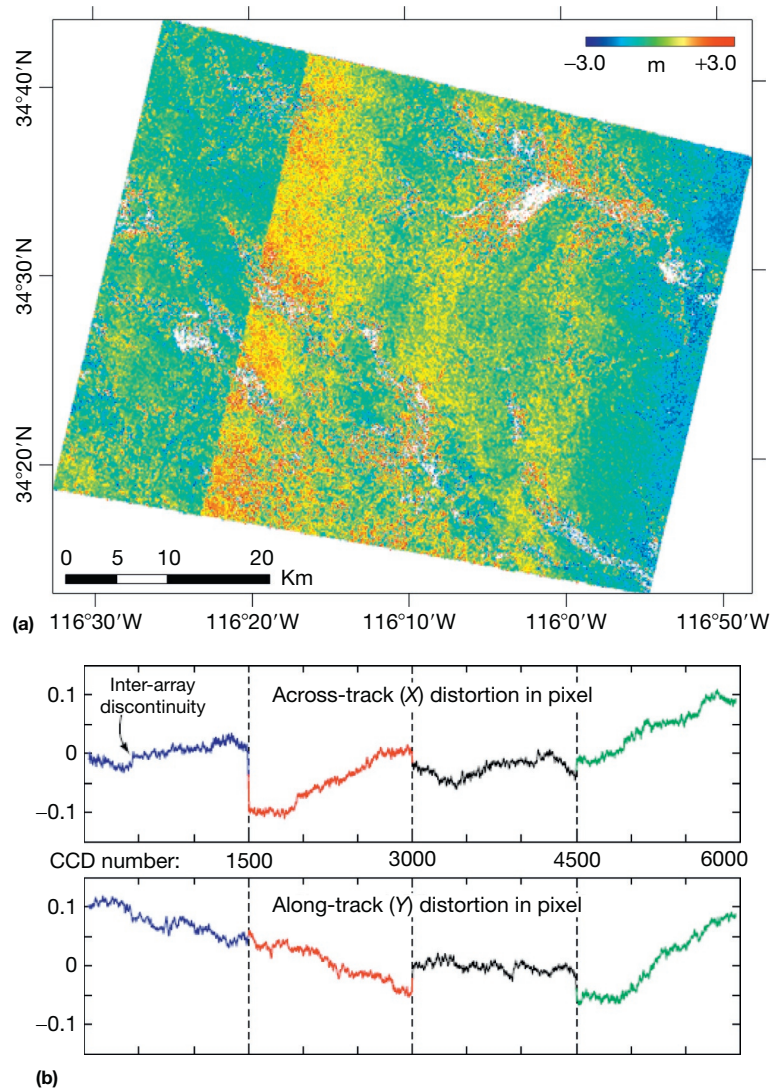 −3.0 m +3.0
34°40′N
34°30′N
34°20′N
0 5 10 20
Km
(a)
116°30′W 116°20′W 116°10′W 116°0′W 116°50′W
Inter-array
discontinuity
Across-track (X) distortion in pixel
0.1
0
−0.1
CCD number: 1500 3000 4500 6000
Along-track (Y) distortion in pixel
0.1
0
−0.1
(b)